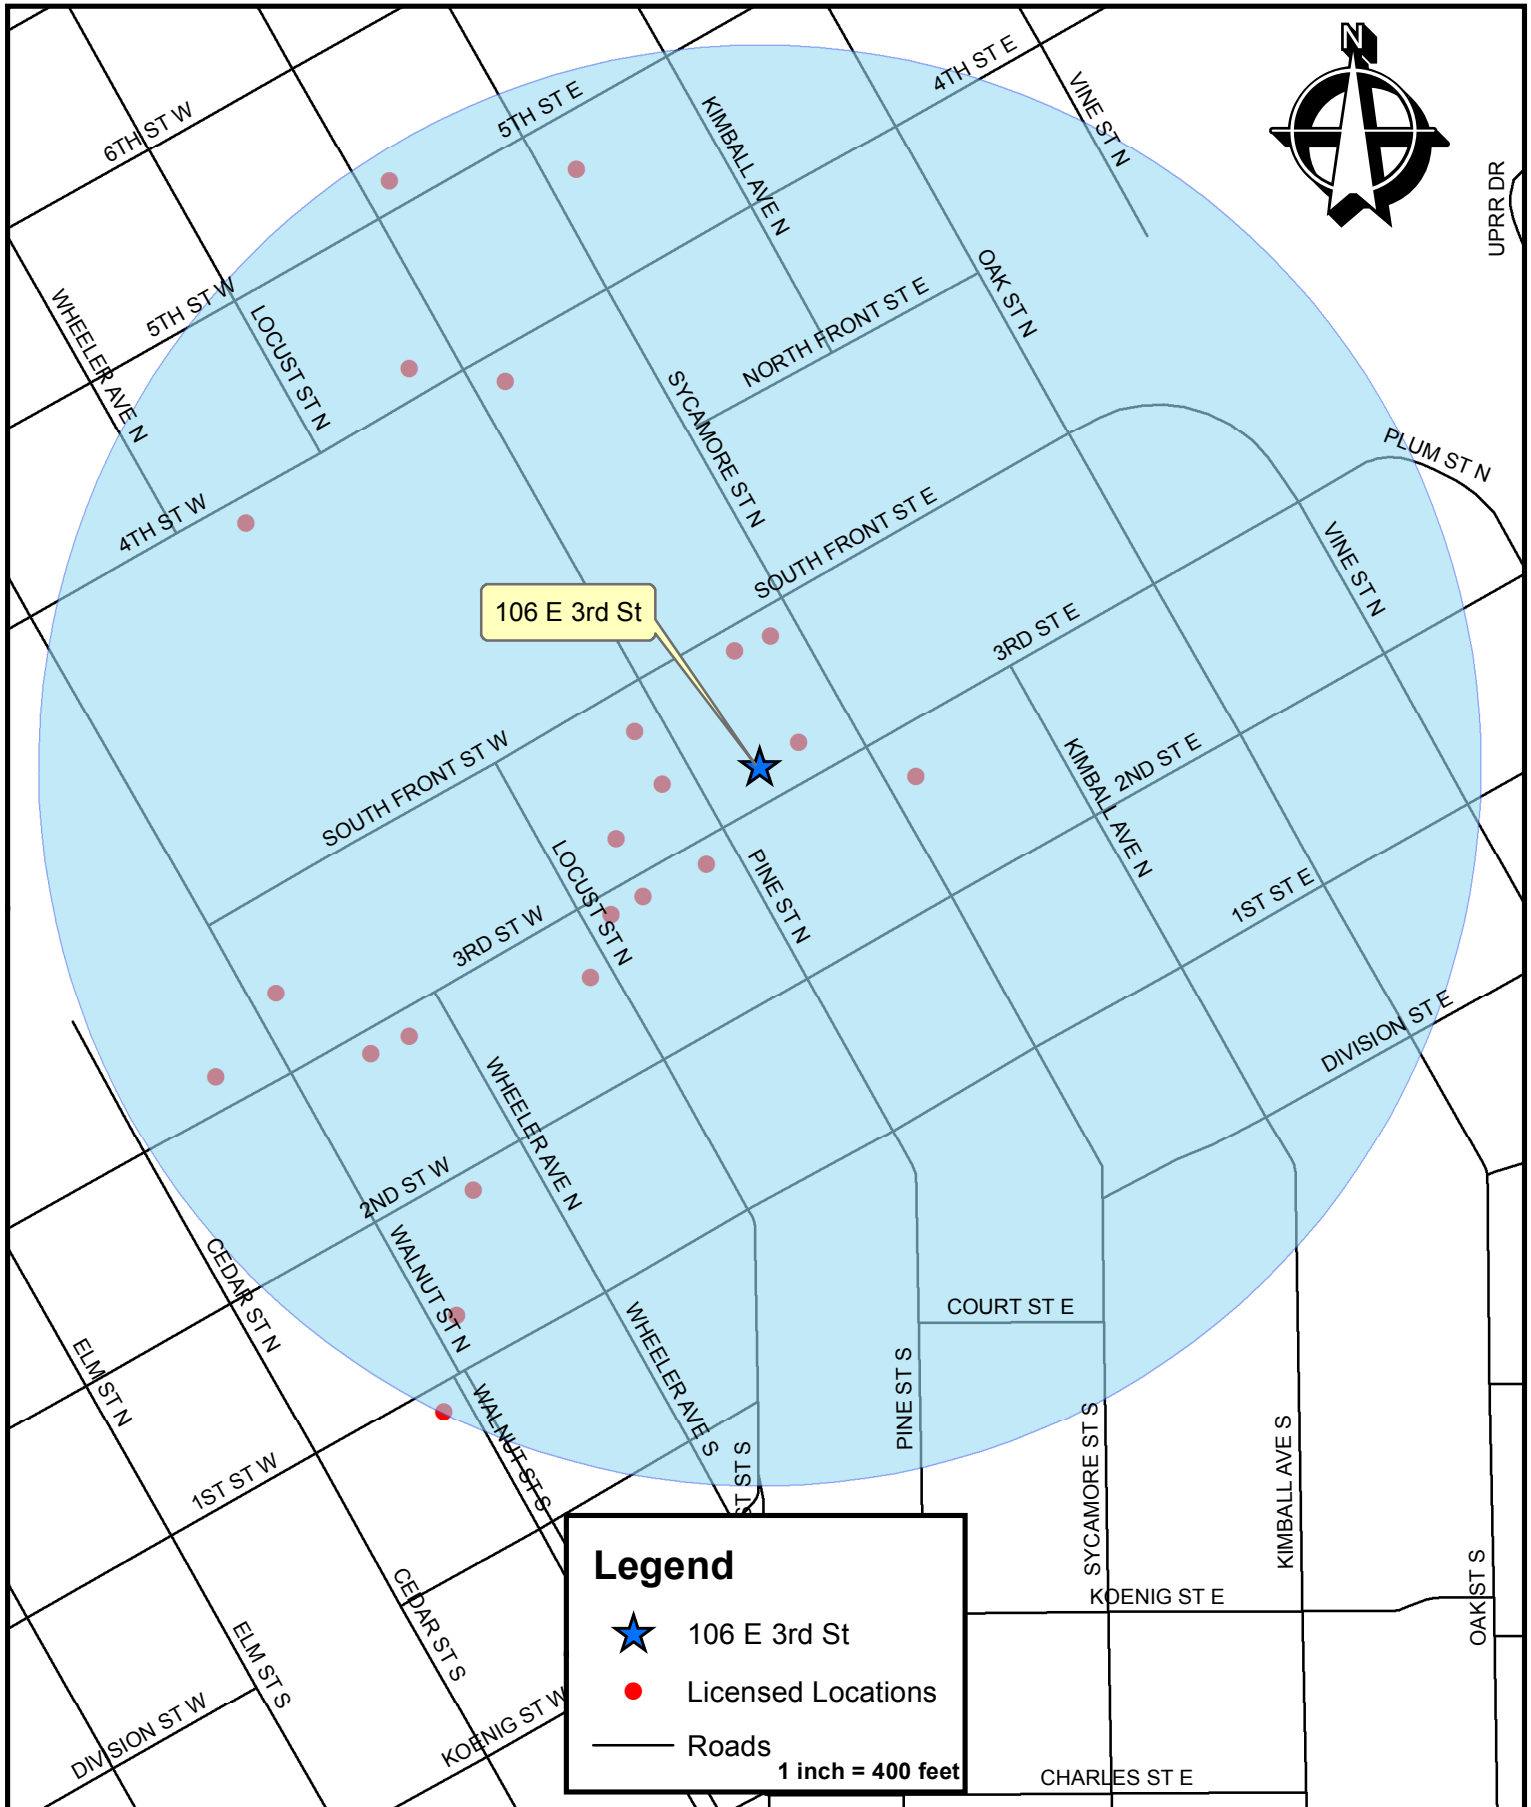 N
4TH ST E
VINE ST N
5TH ST E
KIMBALL AVE N
6TH ST W
UPRR DR
5TH ST W
WHEELER AVE N
LOCUST ST N
OAK ST N
NORTH FRONT ST E
SYCAMORE ST N
PLUM ST N
4TH ST W
SOUTH FRONT ST E
VINE ST N
106 E 3rd St
3RD ST E
SOUTH FRONT ST W
KIMBALL AVE N
2ND ST E
LOCUST ST N
PINE ST N
1ST ST E
3RD ST W
DIVISION ST E
WHEELER AVE N
2ND ST W
WALNUT ST N
CEDAR ST N
COURT ST E
ELM ST N
WHEELER AVE S
PINE ST S
WALNUT ST S
SYCAMORE ST S
KIMBALL AVE S
ST ST S
1ST ST W
OAK ST S
CEDAR ST S
KOENIG ST E
ELM ST S
DIVISION ST W
KOENIG ST W
CHARLES ST E
Legend
106 E 3rd St
Licensed Locations
Roads
1 inch = 400 feet